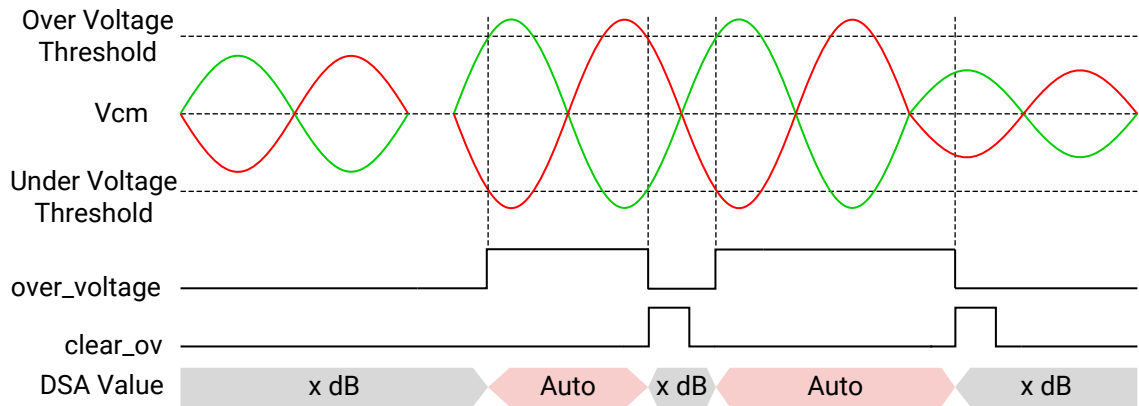 Over Voltage
Threshold
Vcm
Under Voltage
Threshold
over_voltage
clear_ov
DSA Value x dB Auto x dB Auto x dB